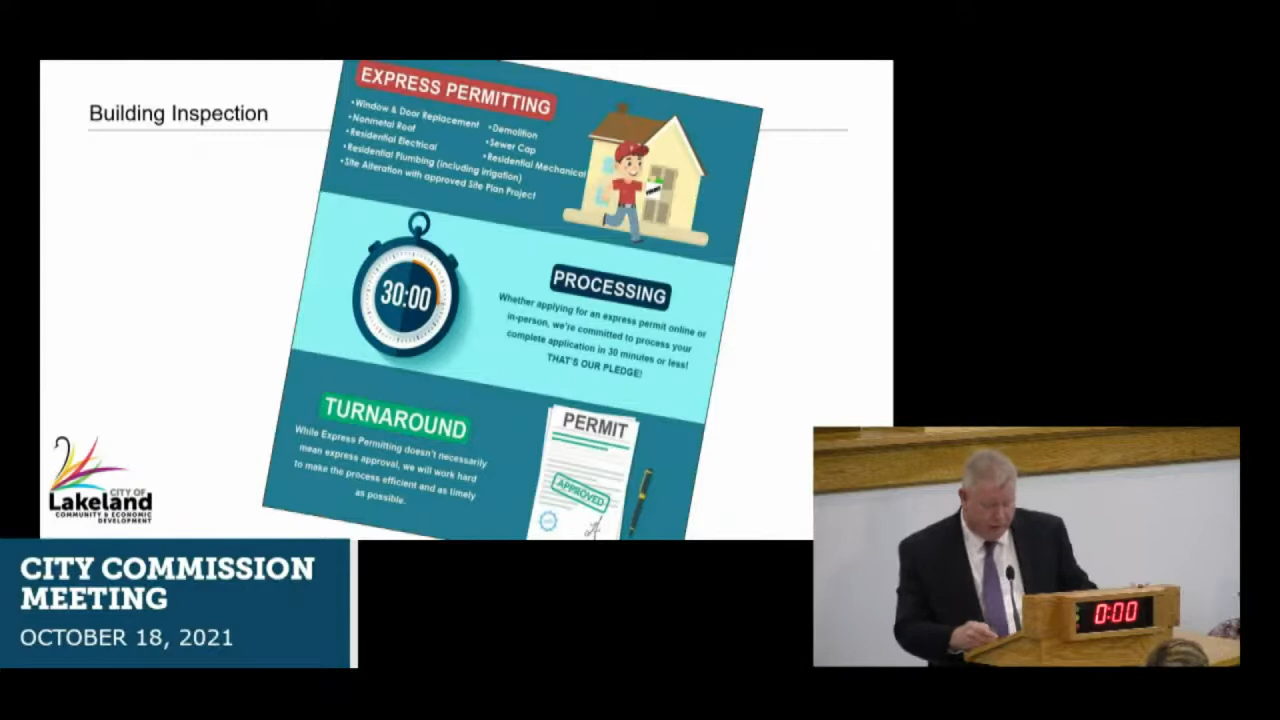 Building Inspection
EXPRESS PERMITTING
•Window & Door Replacement
•Nonmetal Roof
•Residential Electrical
•Residential Plumbing (including irrigation)
•Site Alteration with approved Site Plan Project
•Demolition
•Sewer Cap
•Residential Mechanical
30:00
PROCESSING
Whether applying for an express permit online or
in-person, we're committed to process your
complete application in 30 minutes or less!
THAT'S OUR PLEDGE!
TURNAROUND
While Express Permitting doesn't necessarily
mean express approval, we will work hard
to make the process efficient and as timely
as possible.
PERMIT
APPROVED
CITY OF
Lakeland
COMMUNITY & ECONOMIC
DEVELOPMENT
CITY COMMISSION
MEETING
OCTOBER 18, 2021
0:00